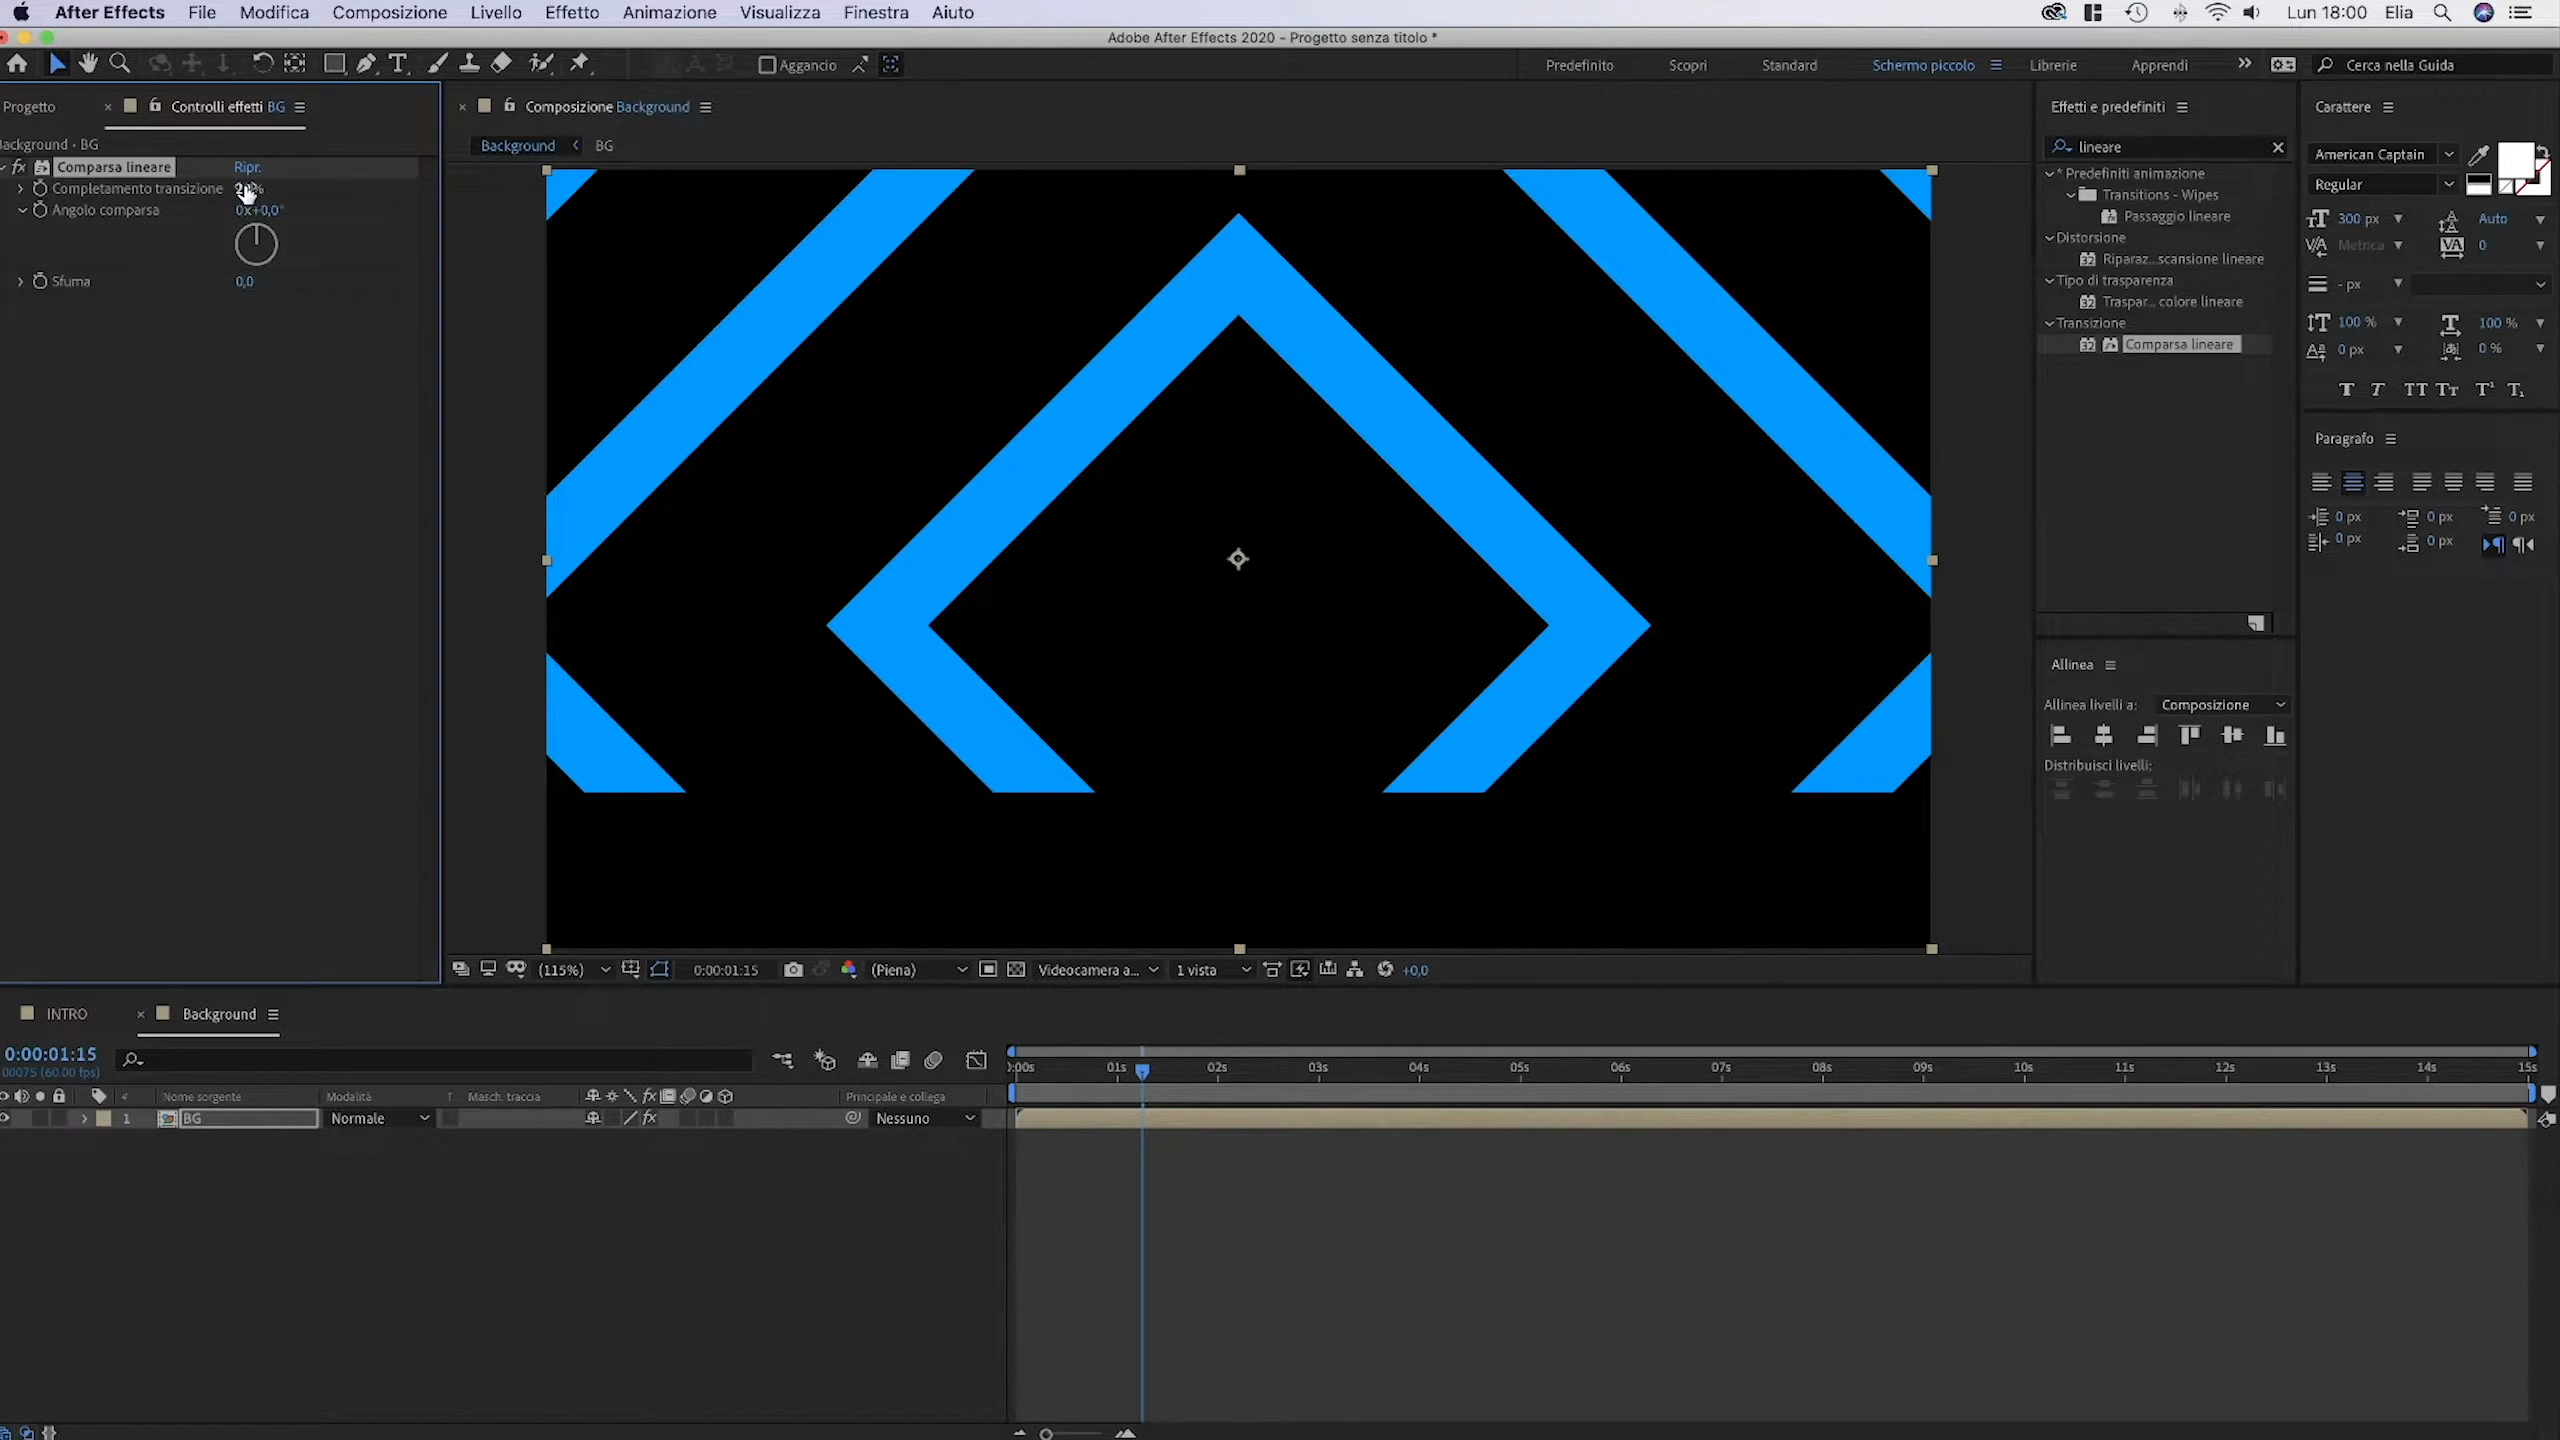 After Effects File Modifica Composizione Livello Effetto Animazione Visualizza Finestra Aiuto Lun 18:00 Elia
Adobe After Effects 2020 - Progetto senza titolo *
Aggancio Predefinito Scopri Standard Schermo piccolo Librerie Apprendi Cerca nella Guida
Progetto Controlli effetti BG
Background • BG
fx Comparsa lineare Ripr.
Completamento transizione
Angolo comparsa 0x+0,0°
Sfuma 0,0
Composizione Background
Background BG
Effetti e predefiniti
lineare
* Predefiniti animazione
Transitions - Wipes
Passaggio lineare
Distorsione
Riparaz...scansione lineare
Tipo di trasparenza
Traspar... colore lineare
Transizione
Comparsa lineare
Carattere
American Captain
Regular
300 px Auto
Metrica 0
- px
100 % 100 %
0 px 0 %
Paragrafo
0 px 0 px 0 px
0 px 0 px
Allinea
Allinea livelli a: Composizione
Distribuisci livelli:
(115%) 0:00:01:15 (Piena) Videocamera a... 1 vista +0,0
INTRO Background
0:00:01:15
00075 (60.00 fps)
:00s 01s 02s 03s 04s 05s 06s 07s 08s 09s 10s 11s 12s 13s 14s 15s
# Nome sorgente Modalità T Masch. traccia Principale e collega
1 BG Normale Nessuno